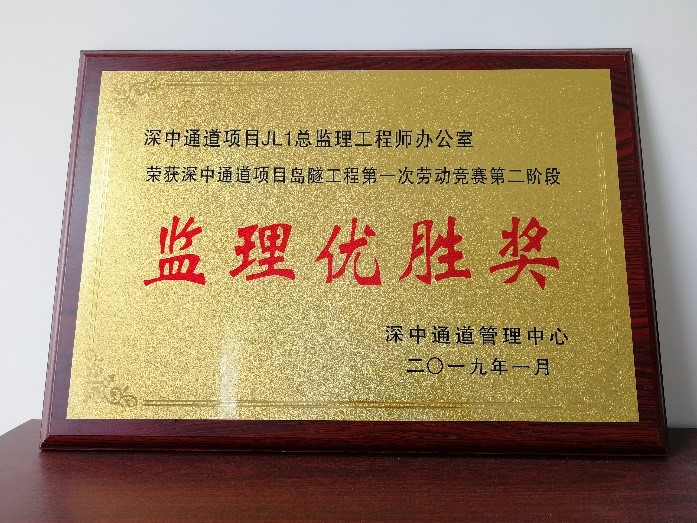 深中通道项目JL1总监理工程师办公室
荣获深中通道项目岛隧工程第一次劳动竞赛第二阶段
监理优胜奖
深中通道管理中心
二〇一九年一月